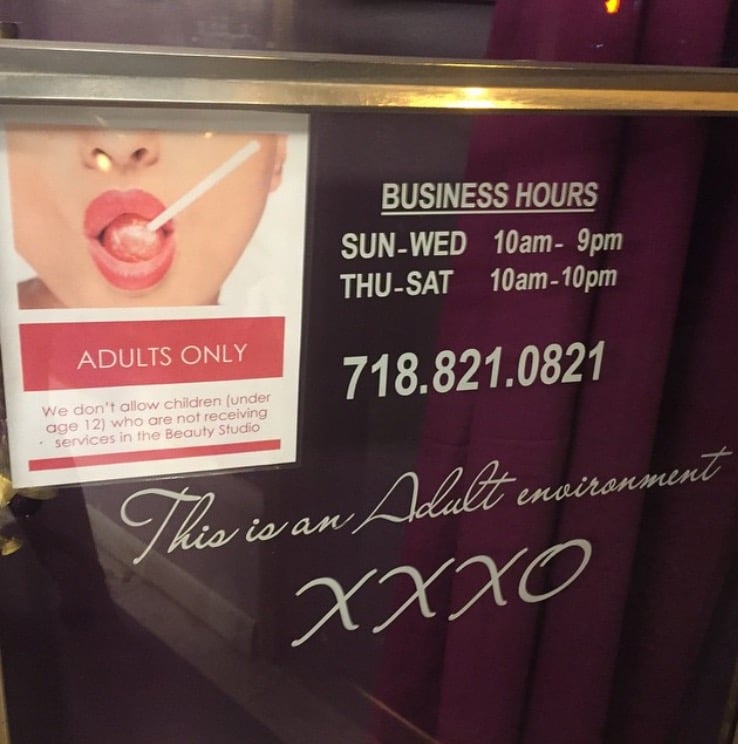 ADULTS ONLY
We don't allow children (under
age 12) who are not receiving
services in the Beauty Studio
BUSINESS HOURS
SUN-WED 10am- 9pm
THU-SAT 10am-10pm
718.821.0821
This is an Adult environment
XXXO